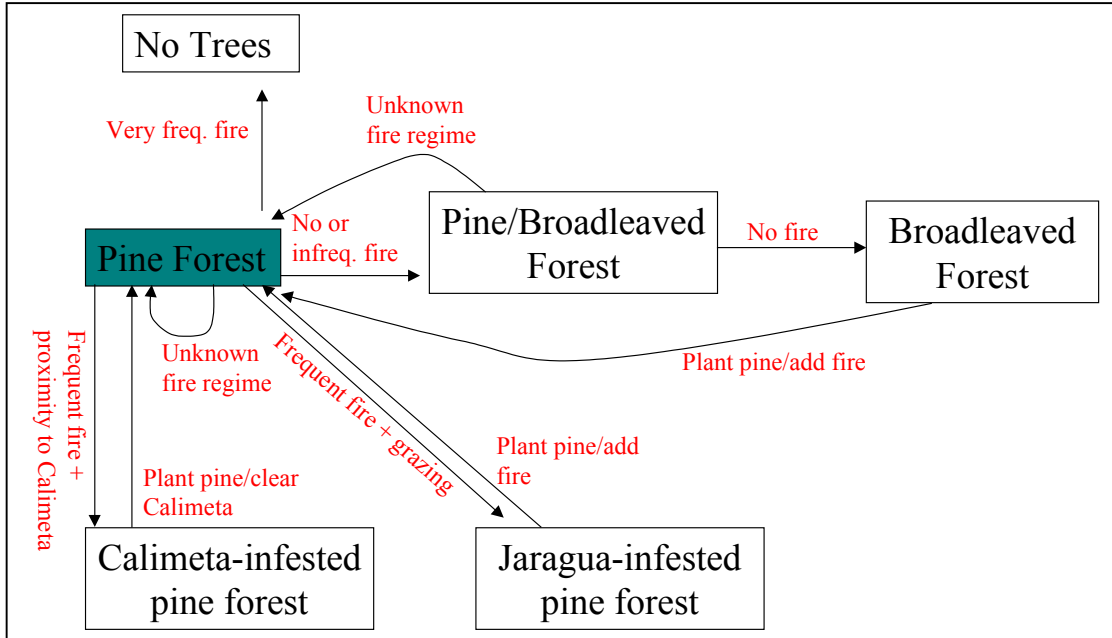 No Trees
Very freq. fire
Unknown
fire regime
Pine Forest
No or
infreq. fire
Pine/Broadleaved
Forest
No fire
Broadleaved
Forest
Plant pine/add fire
Unknown
fire regime
Frequent fire +
proximity to Calimeta
Plant pine/clear
Calimeta
Frequent fire + grazing
Plant pine/add
fire
Calimeta-infested
pine forest
Jaragua-infested
pine forest